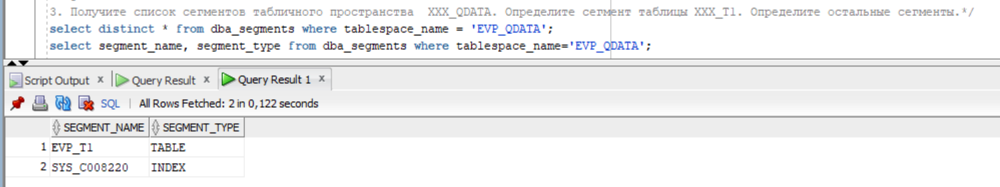 3. Получите список сегментов табличного пространства  XXX_QDATA. Определите сегмент таблицы XXX_T1. Определите остальные сегменты.*/
select distinct * from dba_segments where tablespace_name = 'EVP_QDATA';
select segment_name, segment_type from dba_segments where tablespace_name='EVP_QDATA';
Script Output x Query Result x Query Result 1 x
SQL | All Rows Fetched: 2 in 0,122 seconds
SEGMENT_NAME SEGMENT_TYPE
1 EVP_T1 TABLE
2 SYS_C008220 INDEX